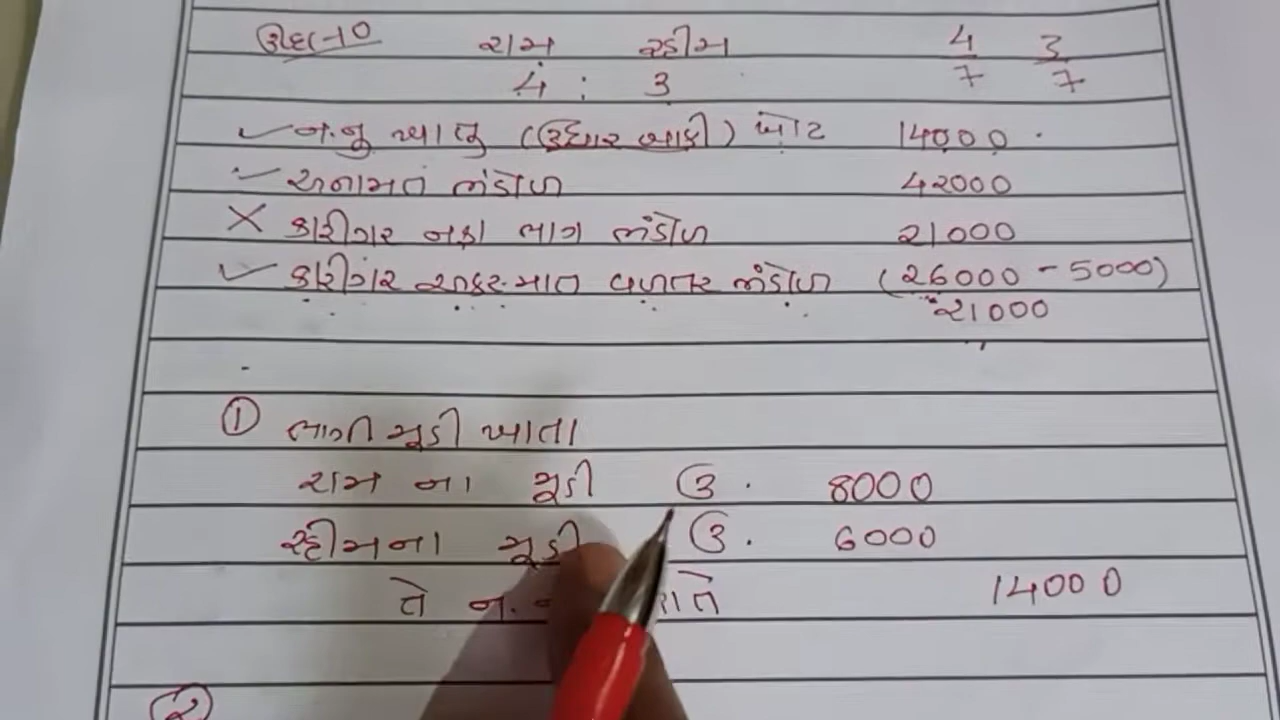 ઉદા-૧૦ રામ રહીમ 4/7 3/7
4 : 3
✓ ન.નુ ખાતુ (ઉધાર બાકી) ખોટ 14000
✓ અનામત ભંડોળ 42000
X કારીગર નફા ભાગ ભંડોળ 21000
✓ કારીગર અકસ્માત વળતર ભંડોળ (26000 - 5000)
21000
① ભાગી મૂડી ખાતા
રામ ના મૂડી ઉ. 8000
રહીમના મૂડી ઉ. 6000
તે ન. ખાતે 14000
②